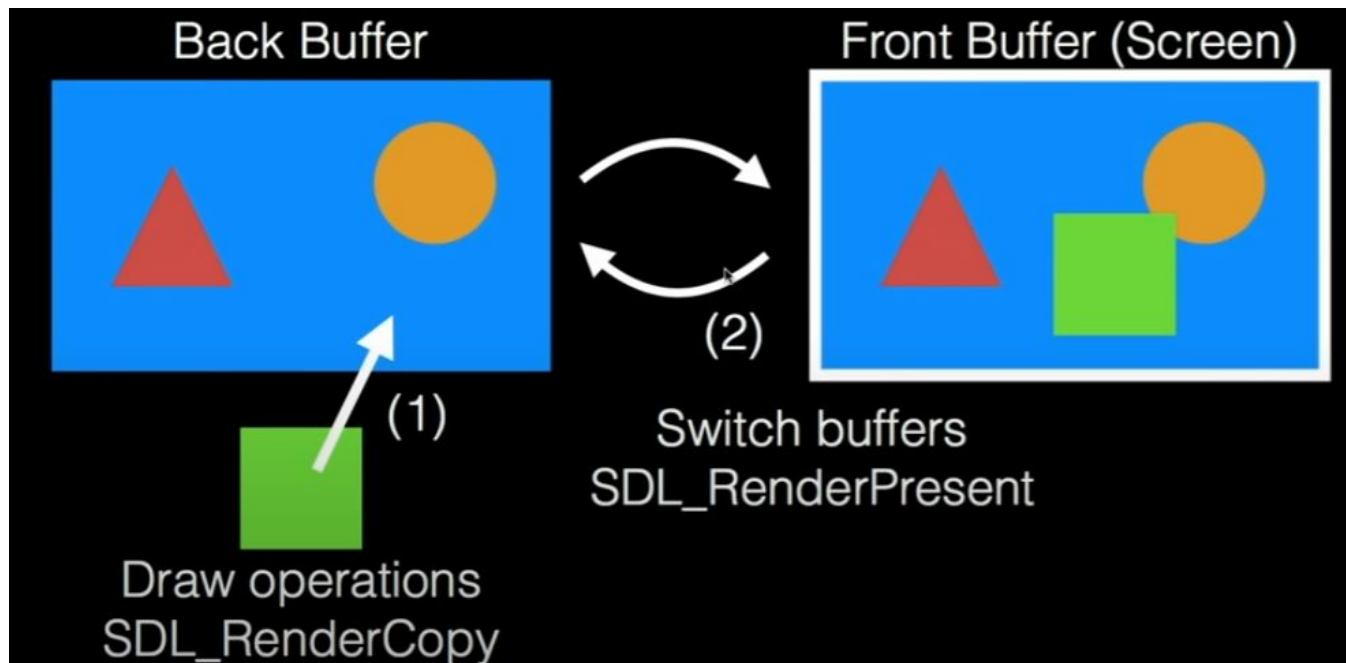 Back Buffer
Front Buffer (Screen)
(1)
(2)
Switch buffers
SDL_RenderPresent
Draw operations
SDL_RenderCopy